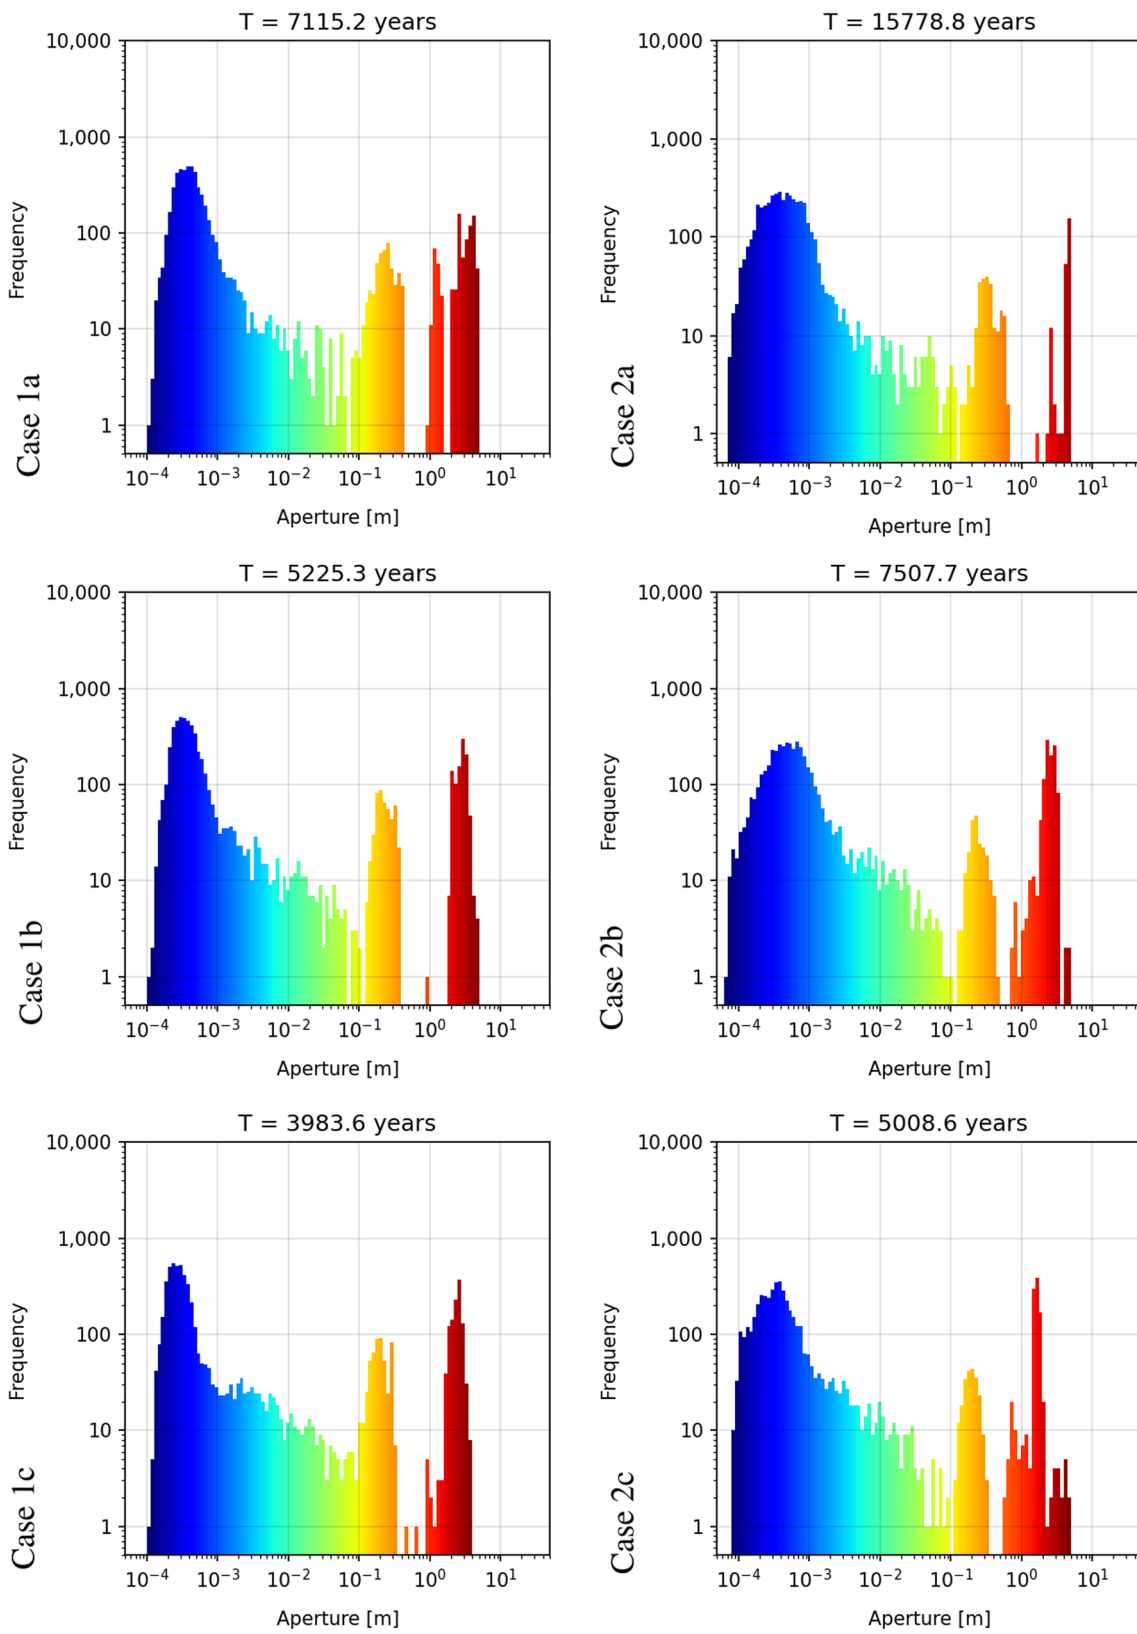 T = 7115.2 years
10,000
1,000
100
10
1
Frequency
Case 1a
10⁻⁴ 10⁻³ 10⁻² 10⁻¹ 10⁰ 10¹
Aperture [m]
T = 15778.8 years
10,000
1,000
100
10
1
Frequency
Case 2a
10⁻⁴ 10⁻³ 10⁻² 10⁻¹ 10⁰ 10¹
Aperture [m]
T = 5225.3 years
10,000
1,000
100
10
1
Frequency
Case 1b
10⁻⁴ 10⁻³ 10⁻² 10⁻¹ 10⁰ 10¹
Aperture [m]
T = 7507.7 years
10,000
1,000
100
10
1
Frequency
Case 2b
10⁻⁴ 10⁻³ 10⁻² 10⁻¹ 10⁰ 10¹
Aperture [m]
T = 3983.6 years
10,000
1,000
100
10
1
Frequency
Case 1c
10⁻⁴ 10⁻³ 10⁻² 10⁻¹ 10⁰ 10¹
Aperture [m]
T = 5008.6 years
10,000
1,000
100
10
1
Frequency
Case 2c
10⁻⁴ 10⁻³ 10⁻² 10⁻¹ 10⁰ 10¹
Aperture [m]